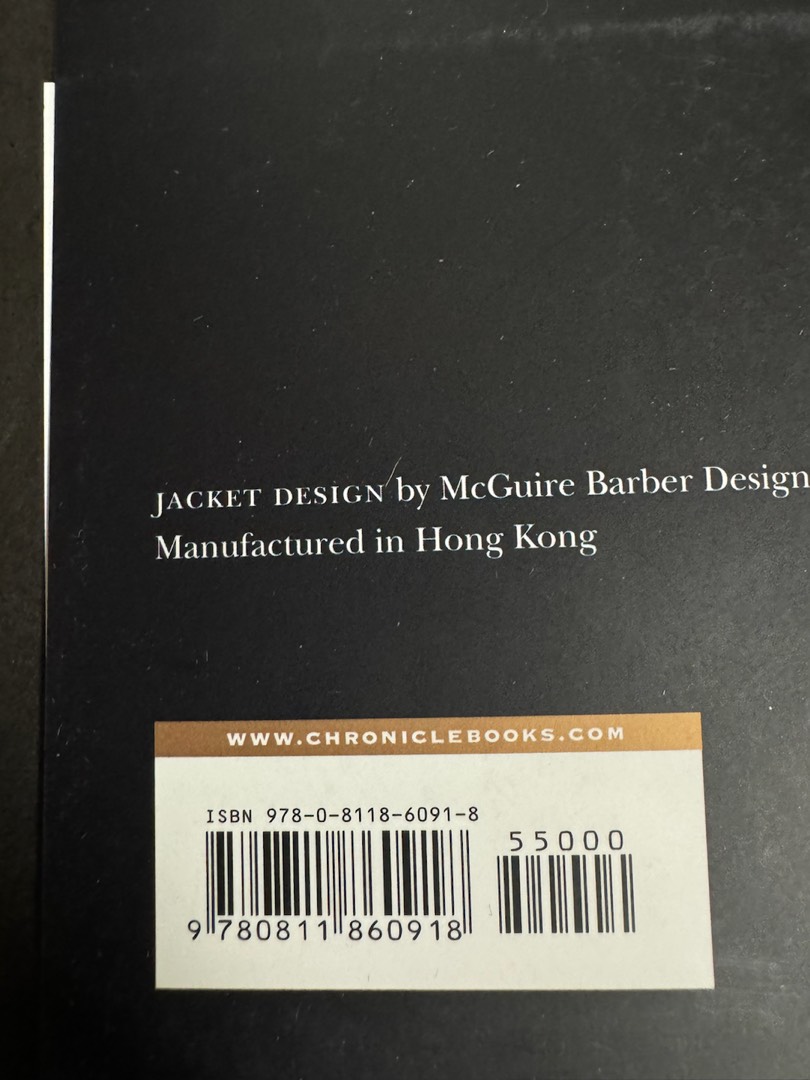 JACKET DESIGN by McGuire Barber Design
Manufactured in Hong Kong
WWW.CHRONICLEBOOKS.COM
ISBN 978-0-8118-6091-8
55000
9 780811 860918